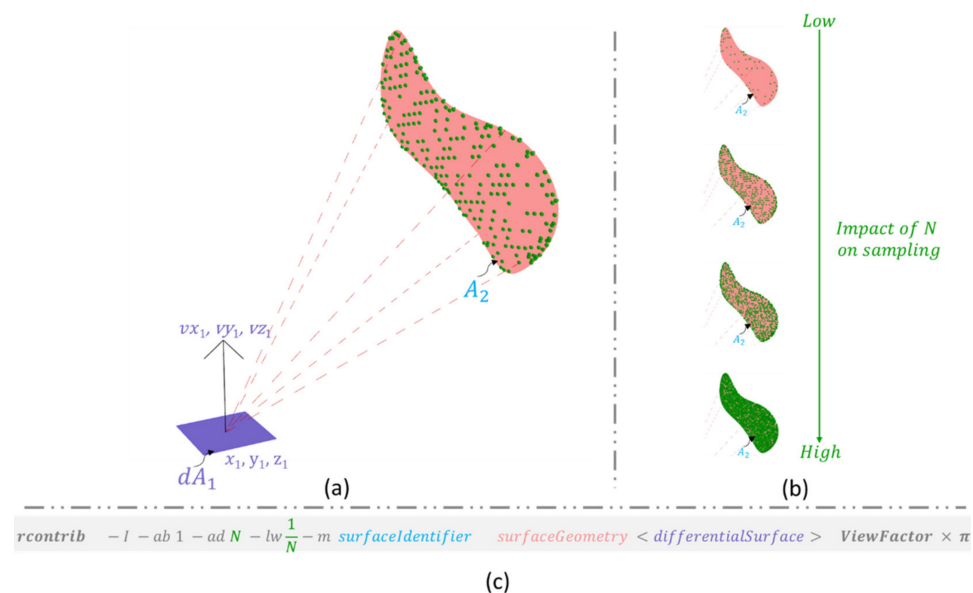 A₂
vx₁, vy₁, vz₁
x₁, y₁, z₁
dA₁
(a)
Low
A₂
A₂
Impact of N
on sampling
A₂
A₂
High
(b)
rcontrib −I −ab 1 −ad N −lw 1/N −m surfaceIdentifier surfaceGeometry < differentialSurface > ViewFactor × π
(c)